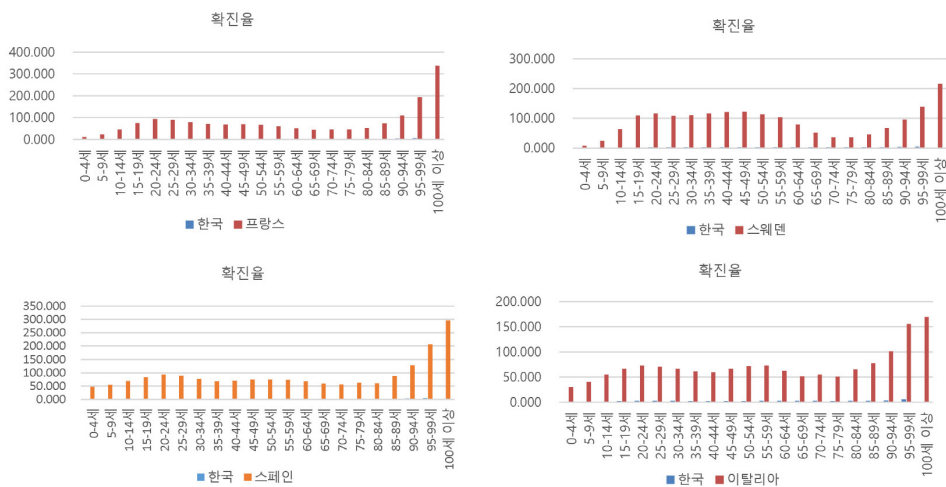 확진율
400.000
300.000
200.000
100.000
0.000
0-4세
5-9세
10-14세
15-19세
20-24세
25-29세
30-34세
35-39세
40-44세
45-49세
50-54세
55-59세
60-64세
65-69세
70-74세
75-79세
80-84세
85-89세
90-94세
95-99세
100세 이상
한국 프랑스
확진율
300.000
200.000
100.000
0.000
0-4세
5-9세
10-14세
15-19세
20-24세
25-29세
30-34세
35-39세
40-44세
45-49세
50-54세
55-59세
60-64세
65-69세
70-74세
75-79세
80-84세
85-89세
90-94세
95-99세
100세 이상
한국 스웨덴
확진율
350.000
300.000
250.000
200.000
150.000
100.000
50.000
0.000
0-4세
5-9세
10-14세
15-19세
20-24세
25-29세
30-34세
35-39세
40-44세
45-49세
50-54세
55-59세
60-64세
65-69세
70-74세
75-79세
80-84세
85-89세
90-94세
95-99세
100세 이상
한국 스페인
확진율
200.000
150.000
100.000
50.000
0.000
0-4세
5-9세
10-14세
15-19세
20-24세
25-29세
30-34세
35-39세
40-44세
45-49세
50-54세
55-59세
60-64세
65-69세
70-74세
75-79세
80-84세
85-89세
90-94세
95-99세
100세 이상
한국 이탈리아